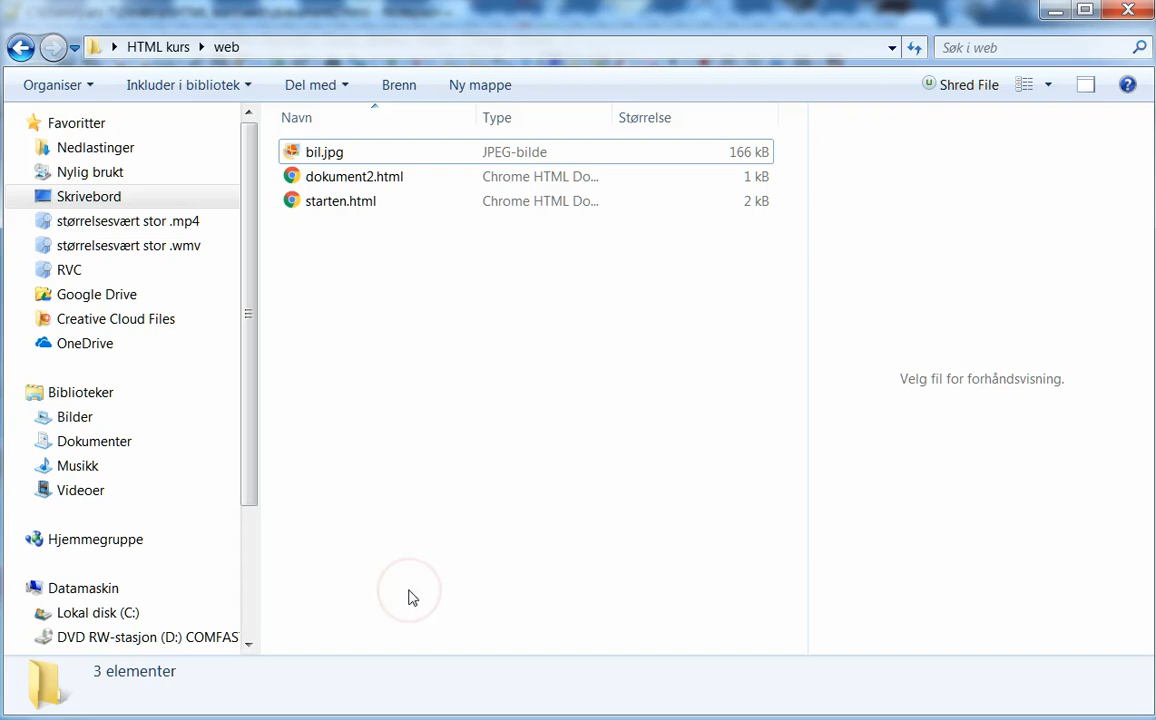 HTML kurs
web
Søk i web
Organiser
Inkluder i bibliotek
Del med
Brenn
Ny mappe
Shred File
Favoritter
Nedlastinger
Nylig brukt
Skrivebord
størrelsesvært stor .mp4
størrelsesvært stor .wmv
RVC
Google Drive
Creative Cloud Files
OneDrive
Biblioteker
Bilder
Dokumenter
Musikk
Videoer
Hjemmegruppe
Datamaskin
Lokal disk (C:)
DVD RW-stasjon (D:) COMFAS
Navn Type Størrelse
bil.jpg JPEG-bilde 166 kB
dokument2.html Chrome HTML Do... 1 kB
starten.html Chrome HTML Do... 2 kB
Velg fil for forhåndsvisning.
3 elementer